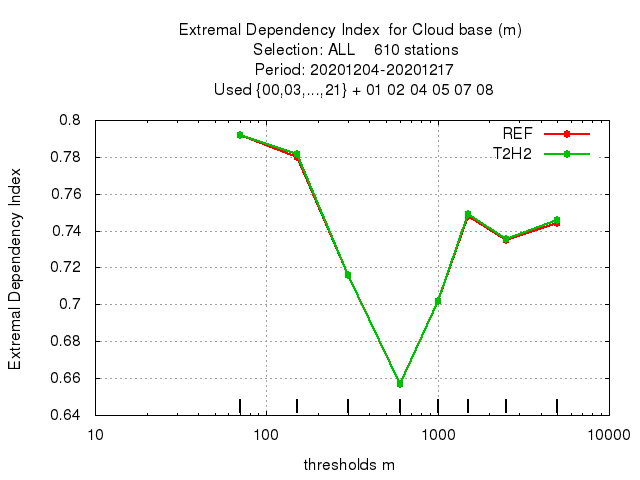 Extremal Dependency Index  for Cloud base (m)
Selection: ALL    610 stations
Period: 20201204-20201217
Used {00,03,...,21} + 01 02 04 05 07 08
REF
T2H2
Extremal Dependency Index
0.8
0.78
0.76
0.74
0.72
0.7
0.68
0.66
0.64
10
100
1000
10000
thresholds m